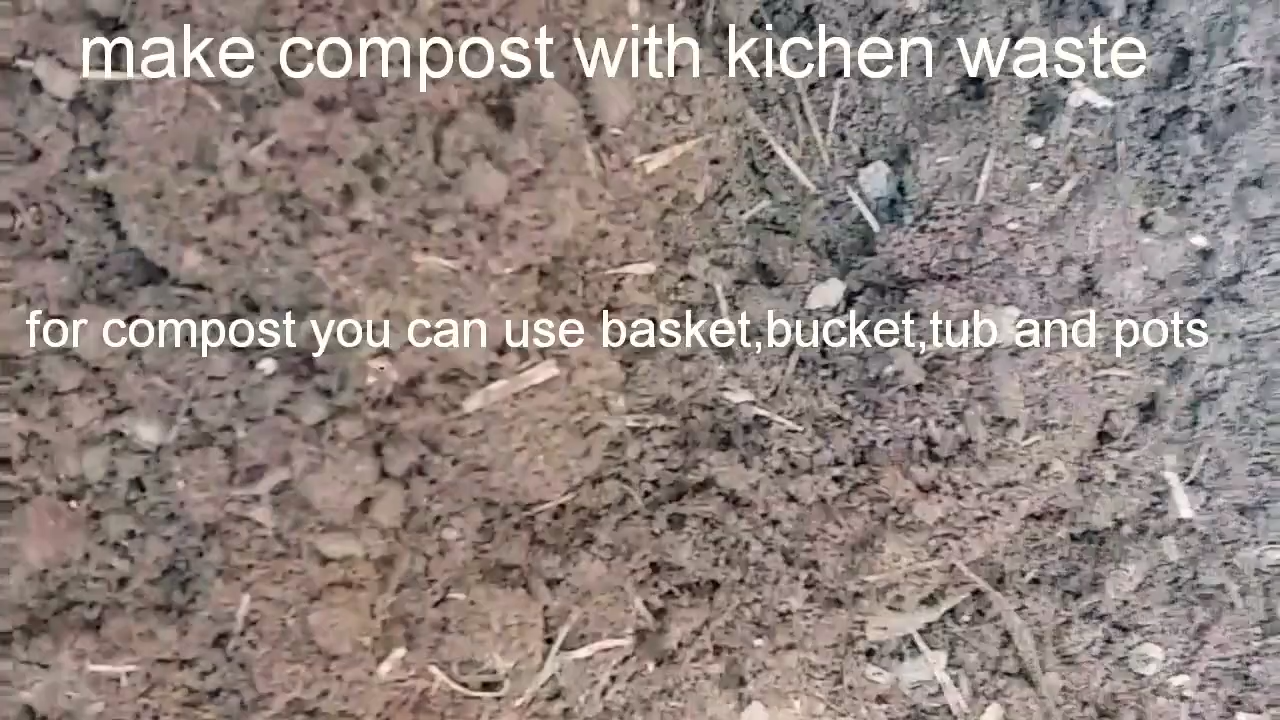 make compost with kichen waste
for compost you can use basket,bucket,tub and pots